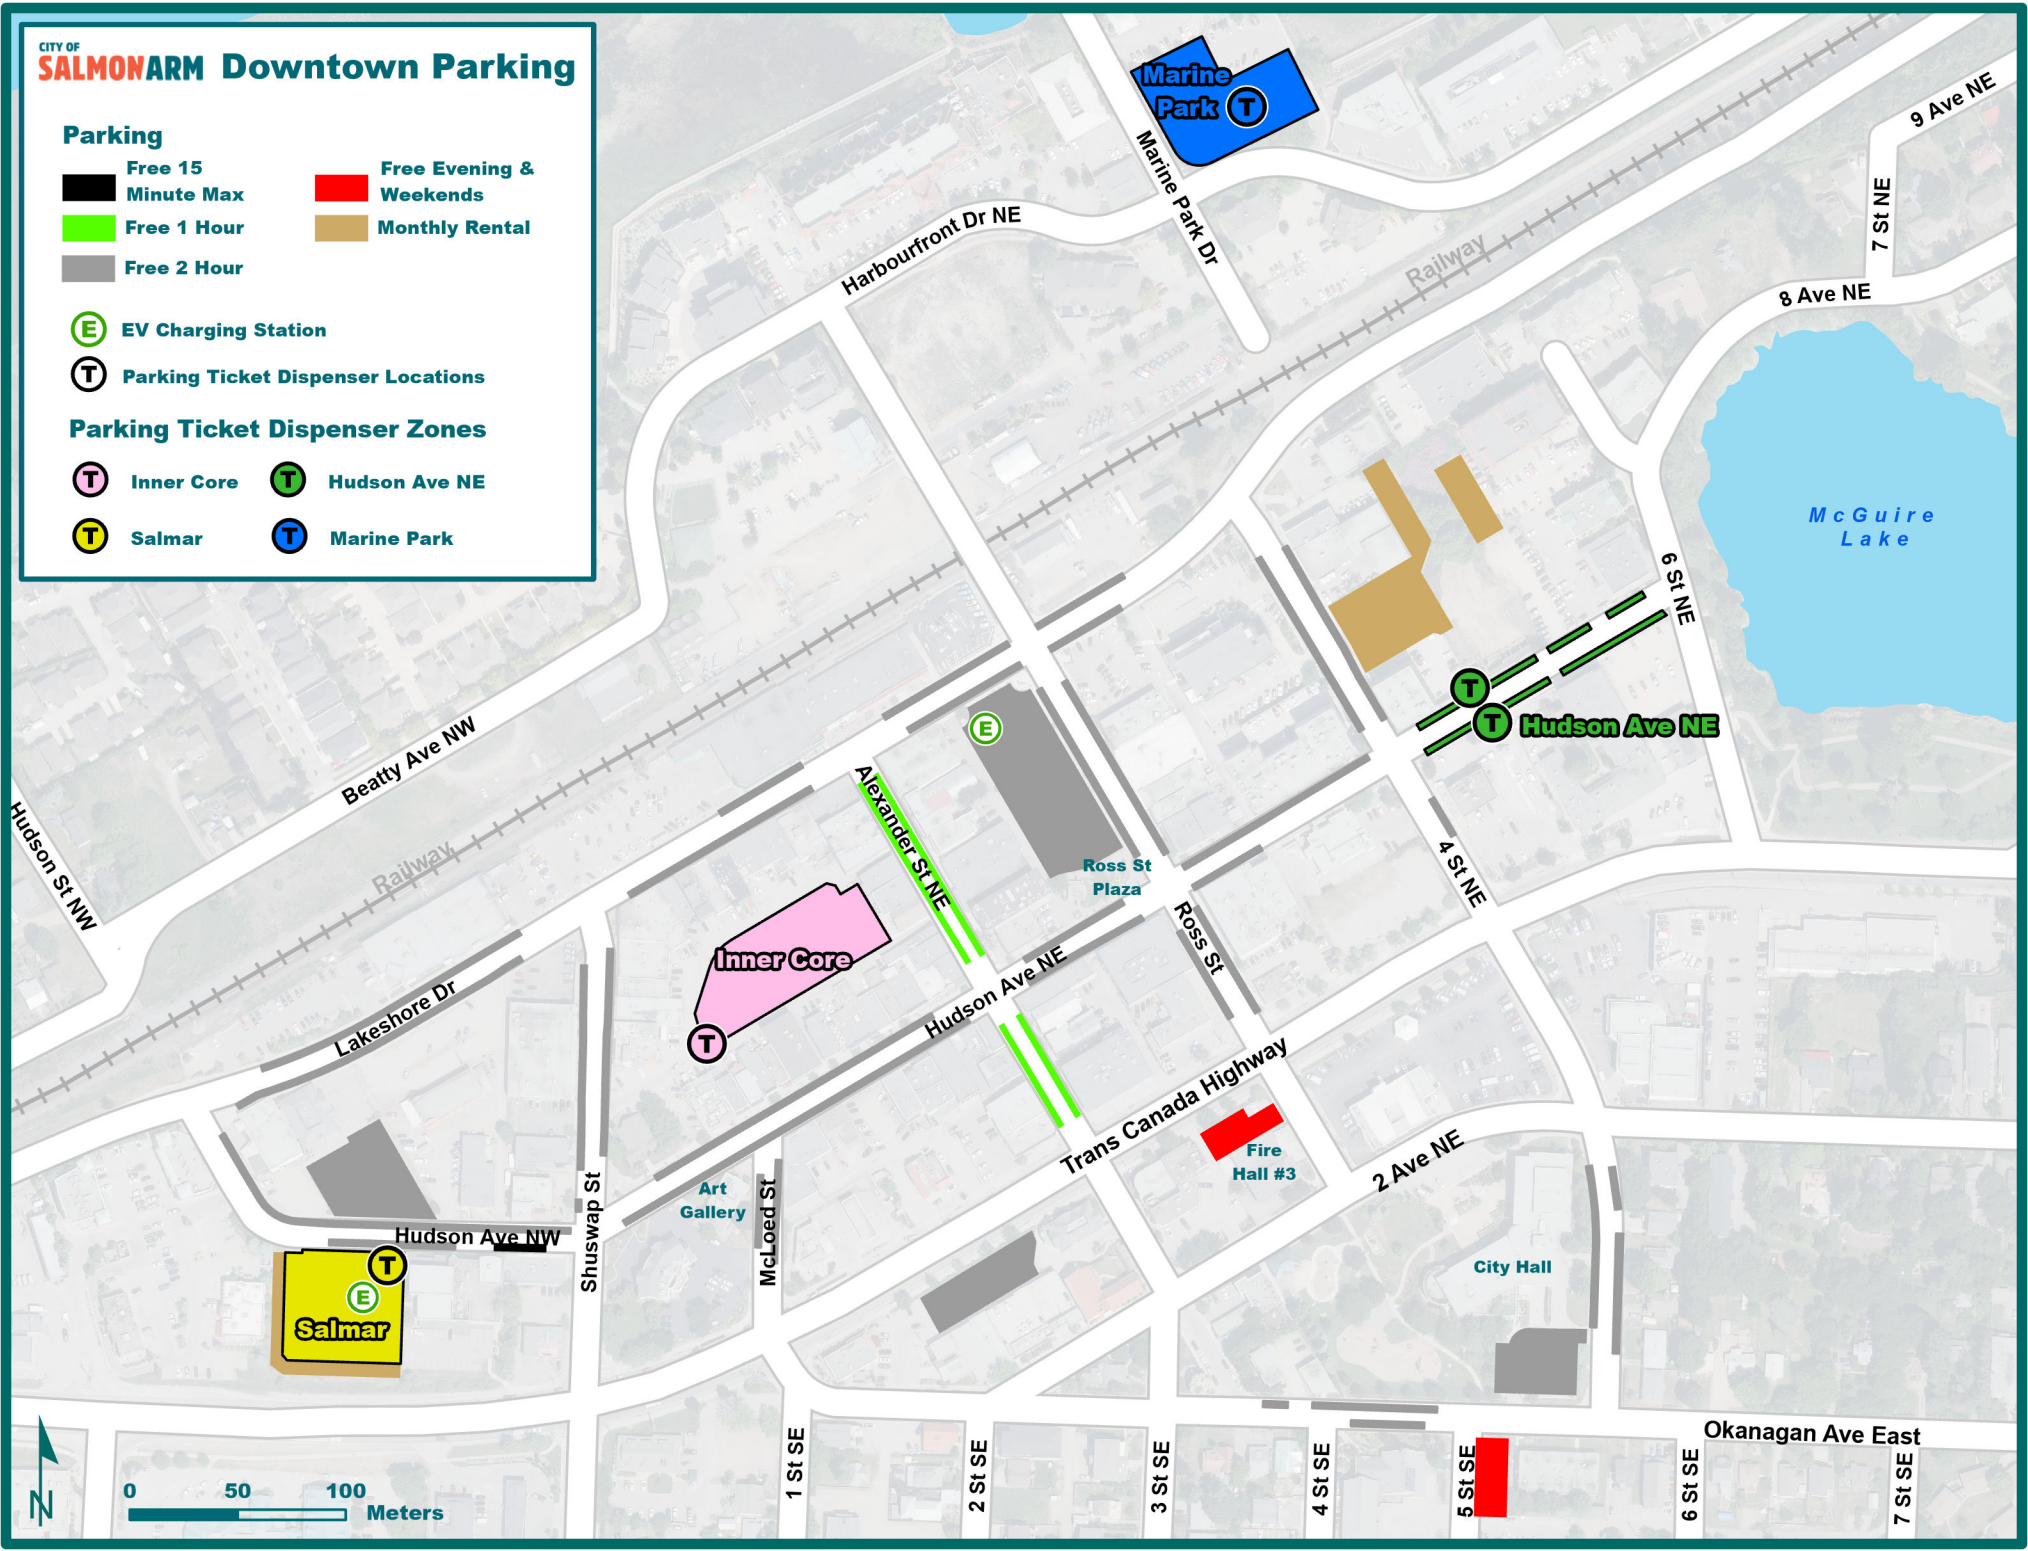 CITY OF
SALMONARM
Downtown Parking
Parking
Free 15
Minute Max
Free Evening &
Weekends
Free 1 Hour
Monthly Rental
Free 2 Hour
E
EV Charging Station
T
Parking Ticket Dispenser Locations
Parking Ticket Dispenser Zones
T
Inner Core
T
Hudson Ave NE
T
Salmar
T
Marine Park
Marine
Park
T
9 Ave NE
Marine Park Dr
7 St NE
Harbourfront Dr NE
Railway
8 Ave NE
McGuire
Lake
6 St NE
T
T
Hudson Ave NE
E
Beatty Ave NW
Alexander St NE
Hudson St NW
Railway
Ross St
Plaza
4 St NE
Ross St
Inner Core
T
Hudson Ave NE
Lakeshore Dr
Trans Canada Highway
Fire
Hall #3
2 Ave NE
Art
Gallery
McLoed St
Shuswap St
Hudson Ave NW
T
E
Salmar
City Hall
Okanagan Ave East
1 St SE
2 St SE
3 St SE
4 St SE
5 St SE
6 St SE
7 St SE
N
0
50
100
Meters